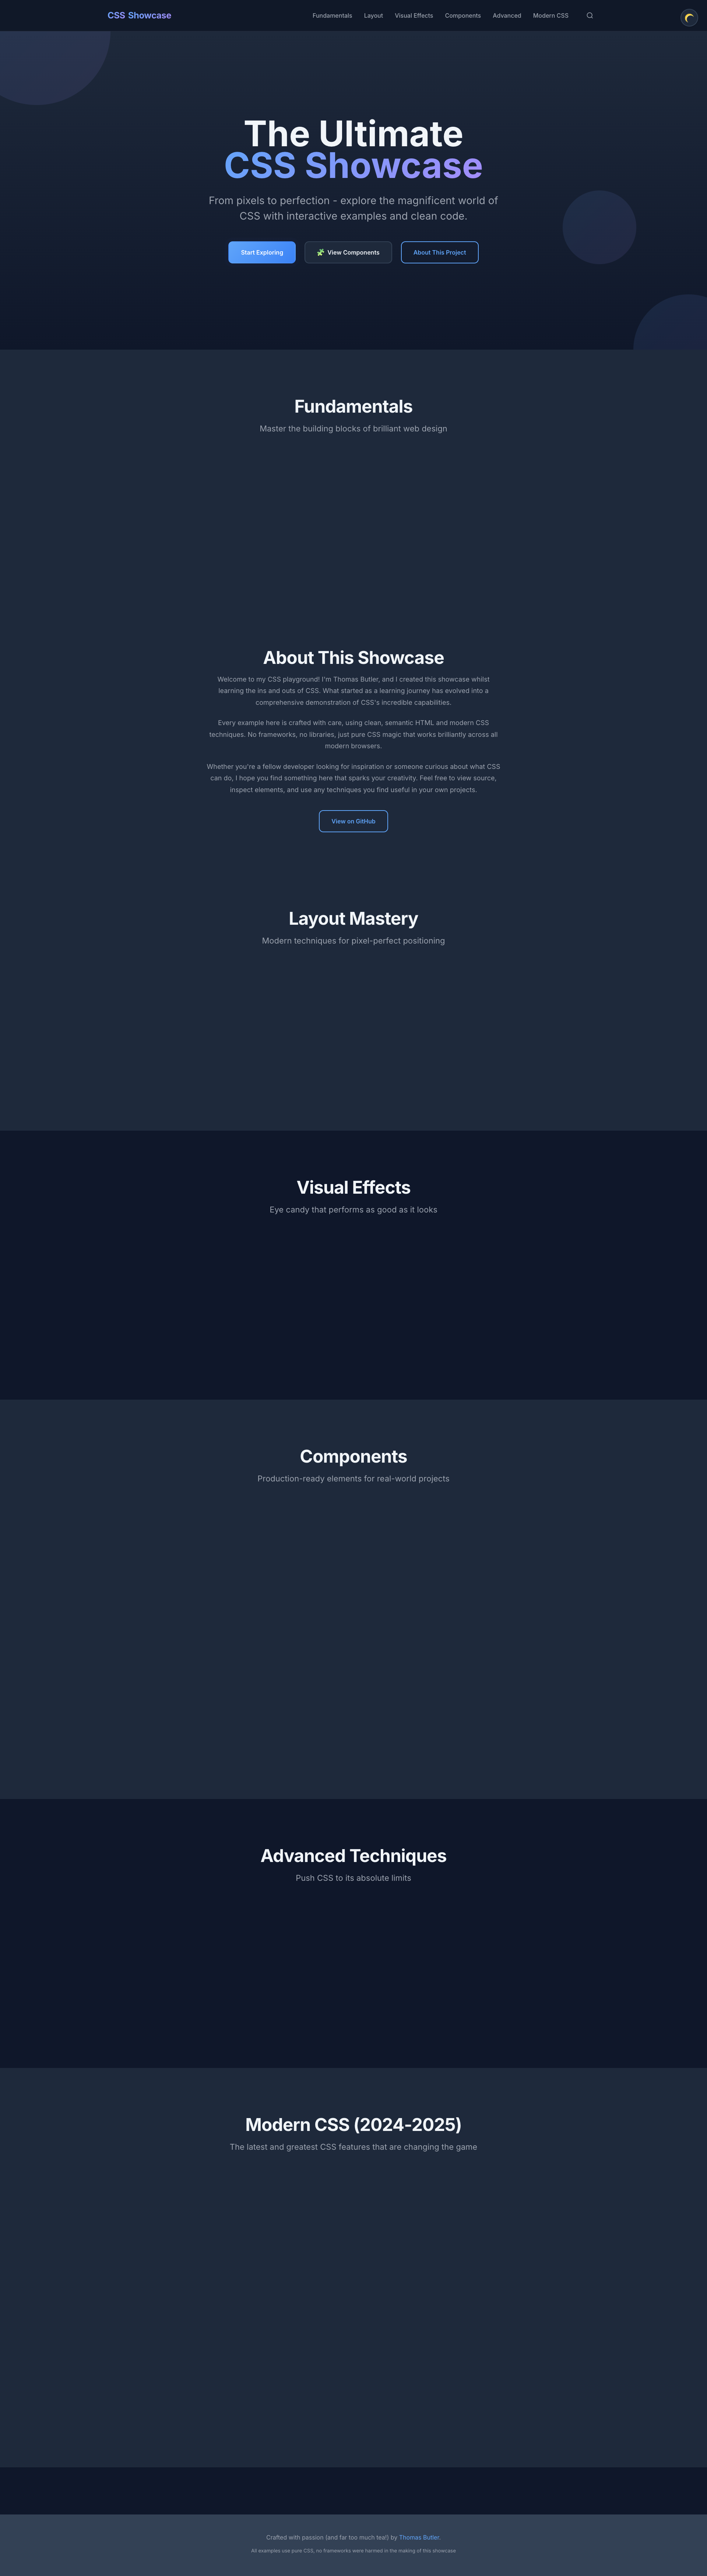 CSS Showcase
Fundamentals
Layout
Visual Effects
Components
Advanced
Modern CSS
The Ultimate
CSS Showcase
From pixels to perfection - explore the magnificent world of
CSS with interactive examples and clean code.
Start Exploring
View Components
About This Project
Fundamentals
Master the building blocks of brilliant web design
About This Showcase
Welcome to my CSS playground! I'm Thomas Butler, and I created this showcase whilst
learning the ins and outs of CSS. What started as a learning journey has evolved into a
comprehensive demonstration of CSS's incredible capabilities.
Every example here is crafted with care, using clean, semantic HTML and modern CSS
techniques. No frameworks, no libraries, just pure CSS magic that works brilliantly across all
modern browsers.
Whether you're a fellow developer looking for inspiration or someone curious about what CSS
can do, I hope you find something here that sparks your creativity. Feel free to view source,
inspect elements, and use any techniques you find useful in your own projects.
View on GitHub
Layout Mastery
Modern techniques for pixel-perfect positioning
Visual Effects
Eye candy that performs as good as it looks
Components
Production-ready elements for real-world projects
Advanced Techniques
Push CSS to its absolute limits
Modern CSS (2024-2025)
The latest and greatest CSS features that are changing the game
Crafted with passion (and far too much tea!) by Thomas Butler.
All examples use pure CSS, no frameworks were harmed in the making of this showcase